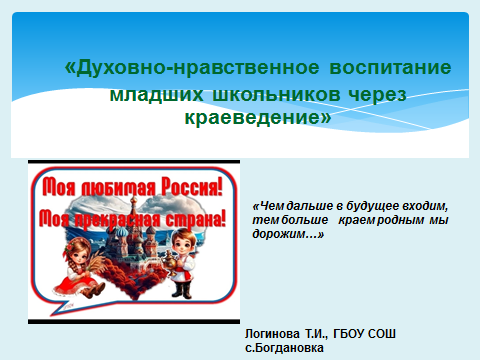 «Духовно-нравственное воспитание
младших школьников через
краеведение»
Моя любимая Россия!
Моя прекрасная страна!
«Чем дальше в будущее входим,
тем больше краем родным мы
дорожим…»
Логинова Т.И., ГБОУ СОШ
с.Богдановка